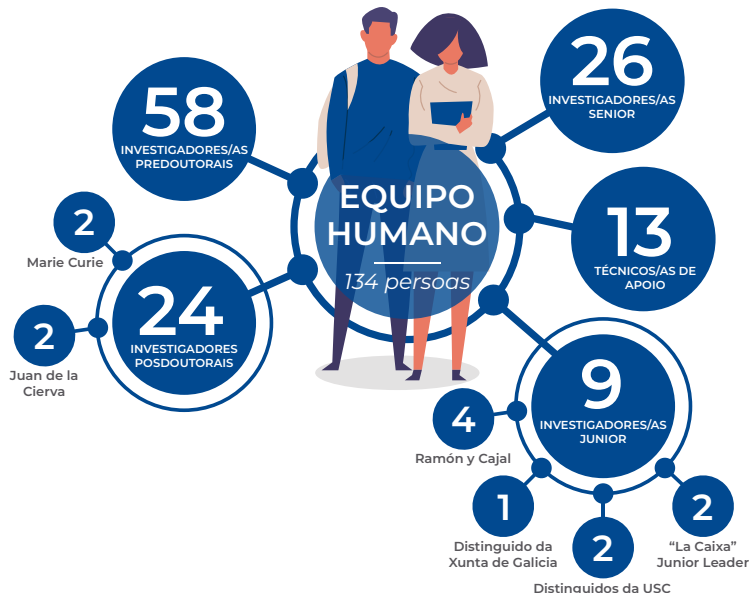 EQUIPO
HUMANO
134 persoas
58
INVESTIGADORES/AS
PREDOUTORAIS
26
INVESTIGADORES/AS
SENIOR
13
TÉCNICOS/AS DE
APOIO
24
INVESTIGADORES
POSDOUTORAIS
2
Marie Curie
2
Juan de la
Cierva
9
INVESTIGADORES/AS
JUNIOR
4
Ramón y Cajal
1
Distinguido da
Xunta de Galicia
2
Distinguidos da USC
2
“La Caixa”
Junior Leader